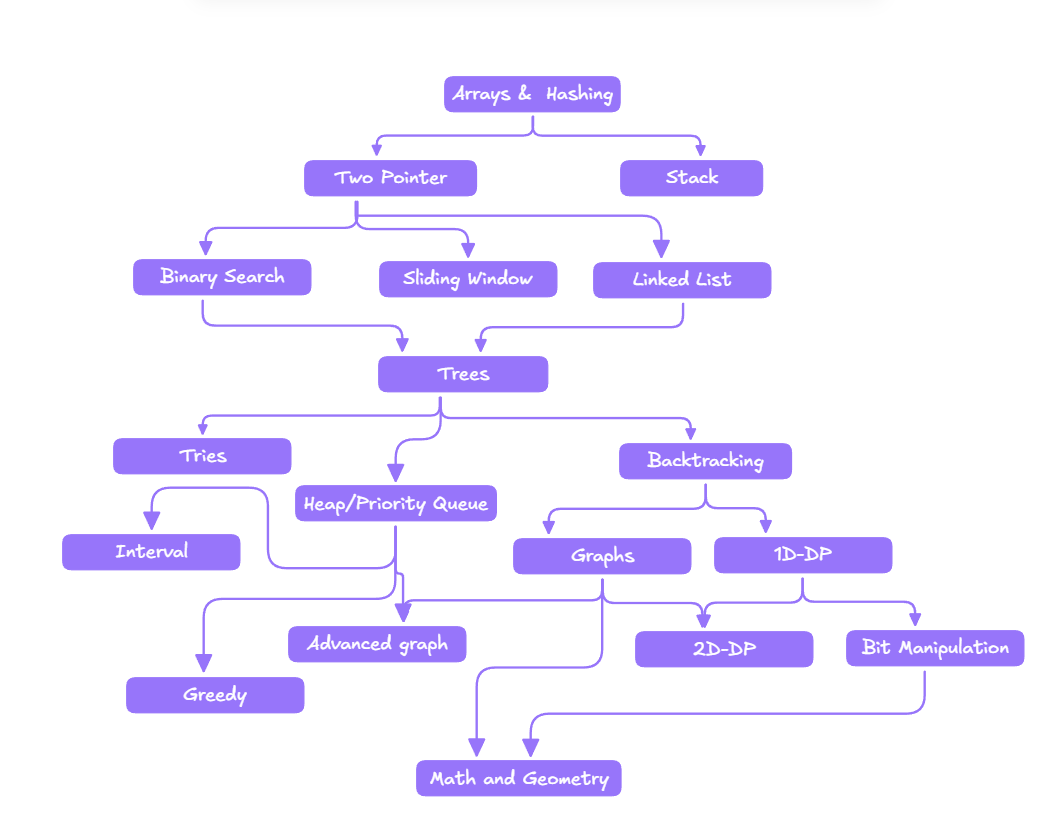 Arrays & Hashing
Two Pointer
Stack
Binary Search
Sliding Window
Linked List
Trees
Tries
Backtracking
Heap/Priority Queue
Interval
Graphs
1D-DP
Advanced graph
2D-DP
Bit Manipulation
Greedy
Math and Geometry